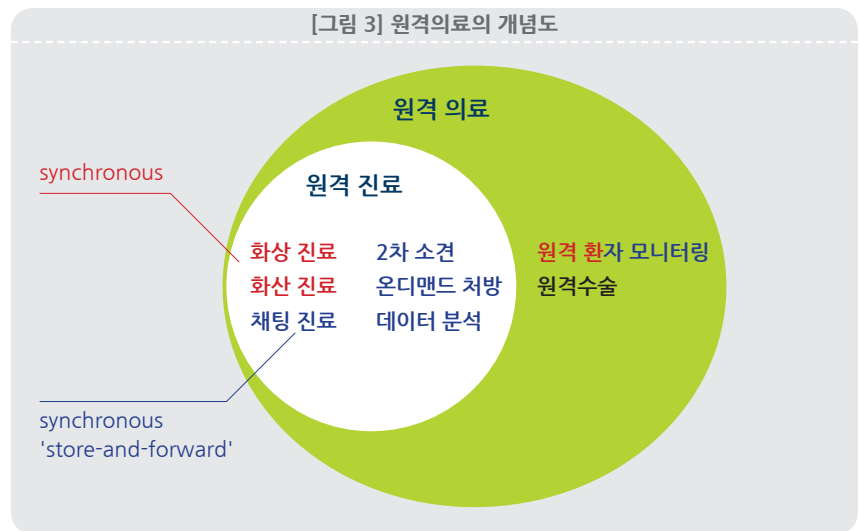 [그림 3] 원격의료의 개념도
원격 의료
synchronous
원격 진료
화상 진료 2차 소견
화산 진료 온디맨드 처방
채팅 진료 데이터 분석
원격 환자 모니터링
원격수술
synchronous
'store-and-forward'